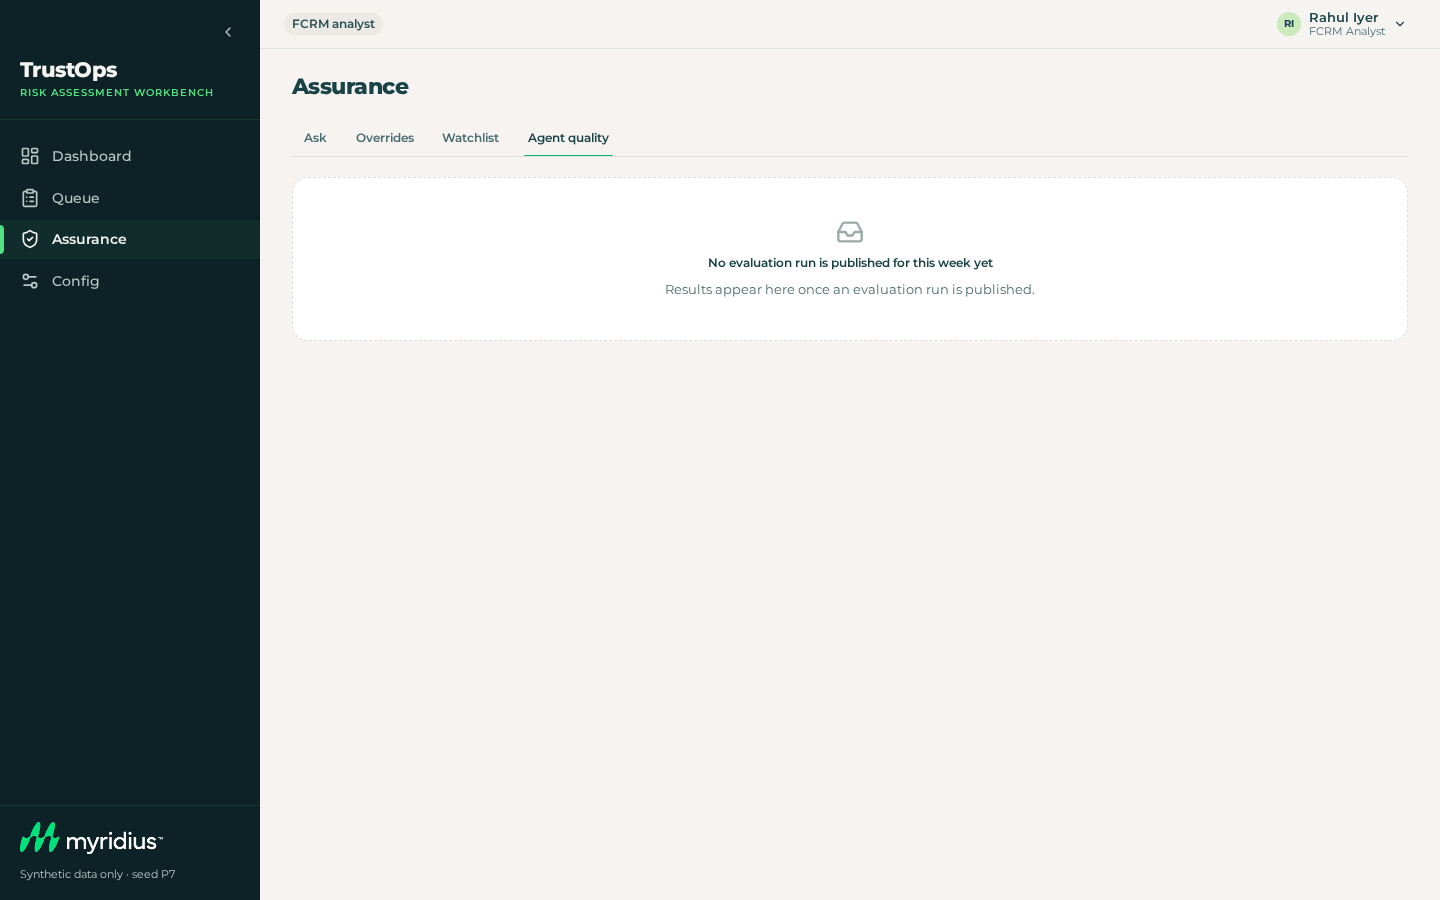 FCRM analyst
RI
Rahul Iyer
FCRM Analyst
TrustOps
RISK ASSESSMENT WORKBENCH
Dashboard
Queue
Assurance
Config
Assurance
Ask
Overrides
Watchlist
Agent quality
No evaluation run is published for this week yet
Results appear here once an evaluation run is published.
myridius™
Synthetic data only · seed P7